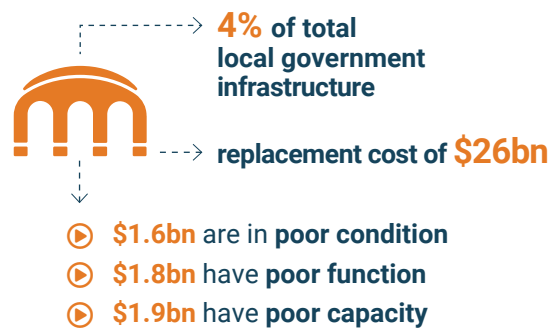 4% of total
local government
infrastructure
replacement cost of $26bn
$1.6bn are in poor condition
$1.8bn have poor function
$1.9bn have poor capacity